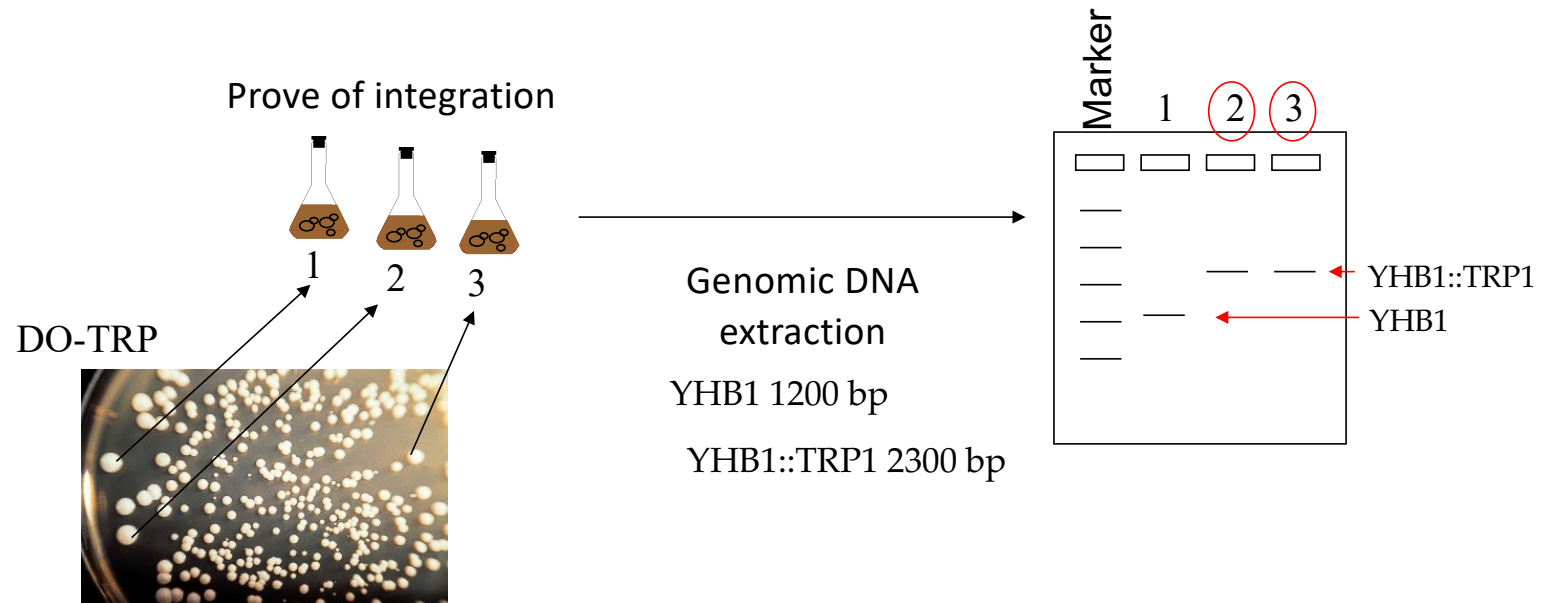 Prove of integration
1
2
3
DO-TRP
Genomic DNA
extraction
YHB1 1200 bp
YHB1::TRP1 2300 bp
Marker
1
2
3
YHB1::TRP1
YHB1